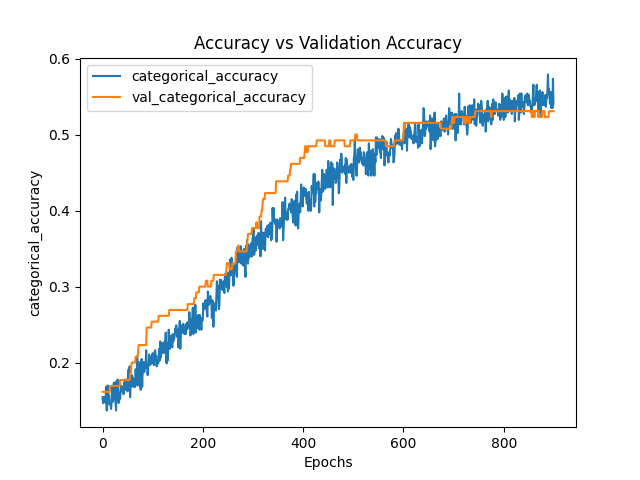 Accuracy vs Validation Accuracy
categorical_accuracy
val_categorical_accuracy
categorical_accuracy
0.6
0.5
0.4
0.3
0.2
0 200 400 600 800
Epochs